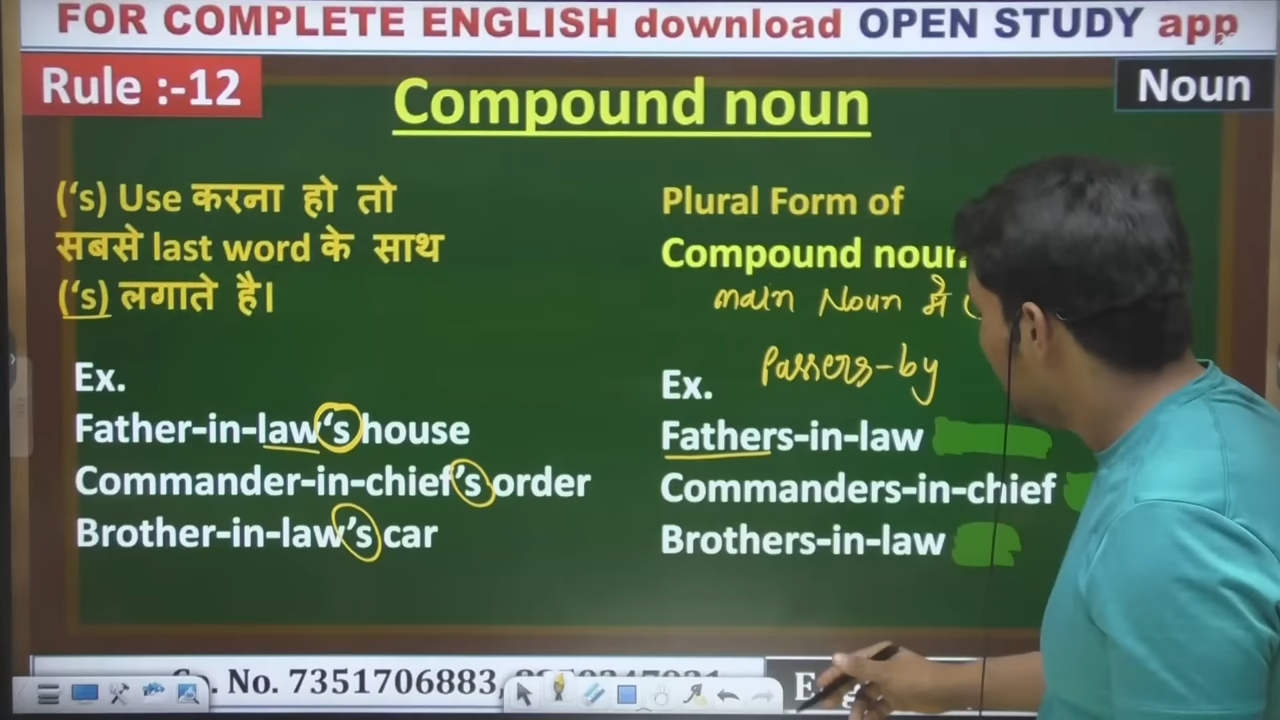 FOR COMPLETE ENGLISH download OPEN STUDY app
Rule :-12
Compound noun
Noun
(‘s) Use करना हो तो
सबसे last word के साथ
(‘s) लगाते है।
Ex.
Father-in-law‘s house
Commander-in-chief’s order
Brother-in-law’s car
Plural Form of
Compound noun
main Noun में
Passers-by
Ex.
Fathers-in-law
Commanders-in-chief
Brothers-in-law
No. 7351706883,